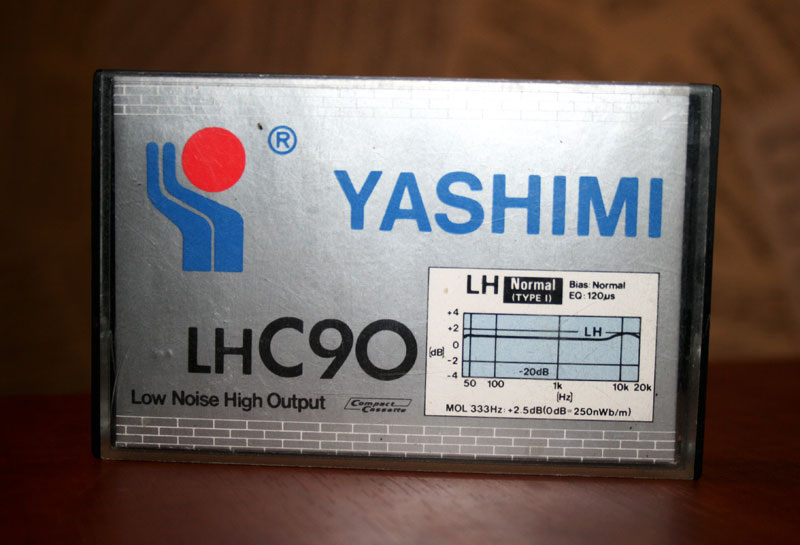 ®
YASHIMI
LH Normal (TYPE I)
Bias: Normal
EQ: 120µs
+4
+2
0
-2
-4
[dB]
LH
-20dB
50 100 1k 10k 20k
[Hz]
MOL 333Hz: +2.5dB(0dB=250nWb/m)
LHC90
Low Noise High Output
Compact Cassette